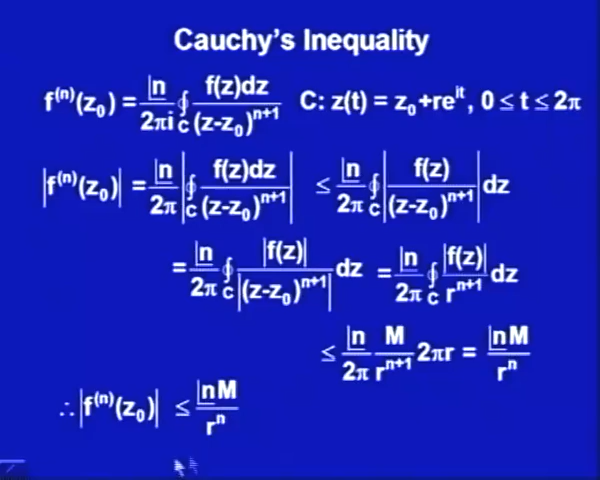 Cauchy's Inequality
f⁽ⁿ⁾(z₀) = |n̲/2πi ∮_C f(z)dz/(z-z₀)ⁿ⁺¹ C: z(t) = z₀+reⁱᵗ, 0 ≤ t ≤ 2π
|f⁽ⁿ⁾(z₀)| = |n̲/2π |∮_C f(z)dz/(z-z₀)ⁿ⁺¹| ≤ |n̲/2π ∮_C |f(z)/(z-z₀)ⁿ⁺¹| dz
= |n̲/2π ∮_C |f(z)|/|(z-z₀)ⁿ⁺¹| dz = |n̲/2π ∮_C |f(z)|/rⁿ⁺¹ dz
≤ |n̲/2π M/rⁿ⁺¹ 2πr = |n̲M/rⁿ
∴ |f⁽ⁿ⁾(z₀)| ≤ |n̲M/rⁿ